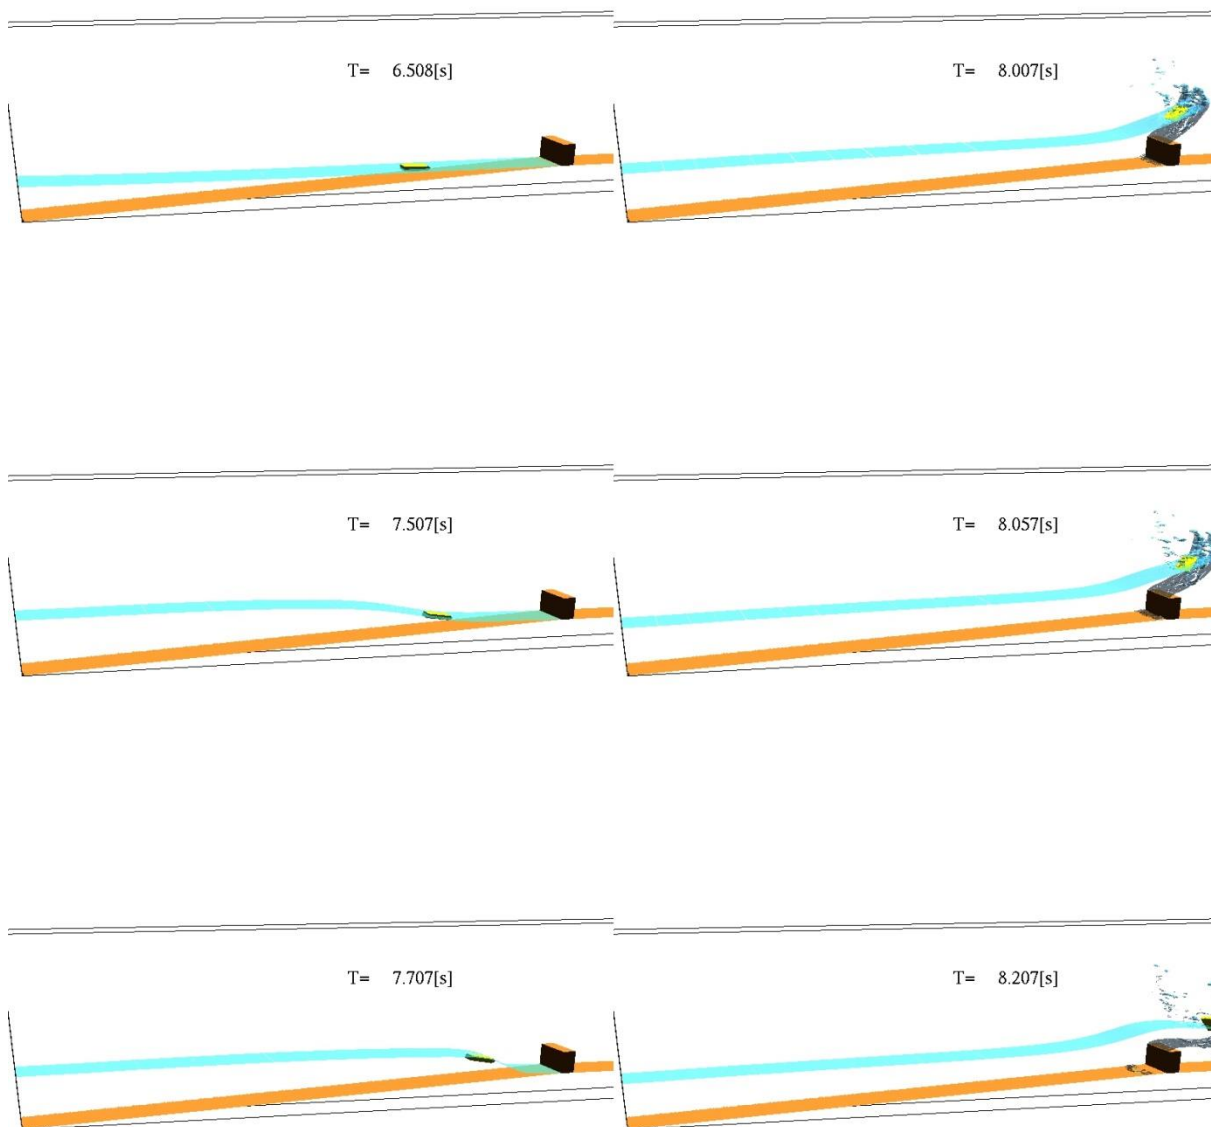 T= 6.508[s]
T= 8.007[s]
T= 7.507[s]
T= 8.057[s]
T= 7.707[s]
T= 8.207[s]